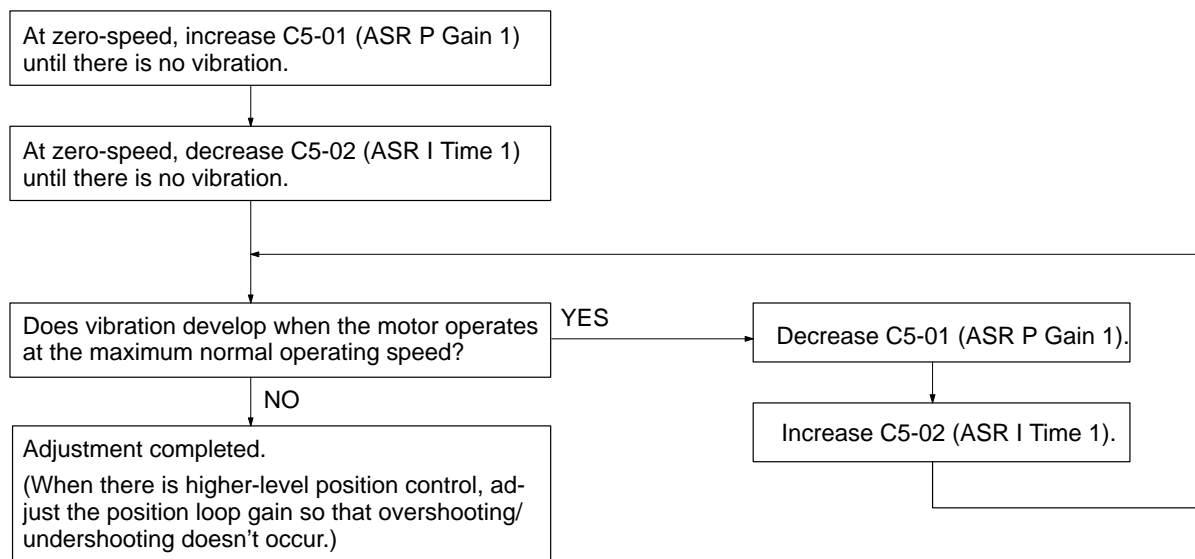 At zero-speed, increase C5-01 (ASR P Gain 1)
until there is no vibration.
At zero-speed, decrease C5-02 (ASR I Time 1)
until there is no vibration.
Does vibration develop when the motor operates
at the maximum normal operating speed?
YES
Decrease C5-01 (ASR P Gain 1).
Increase C5-02 (ASR I Time 1).
NO
Adjustment completed.
(When there is higher-level position control, ad-
just the position loop gain so that overshooting/
undershooting doesn't occur.)